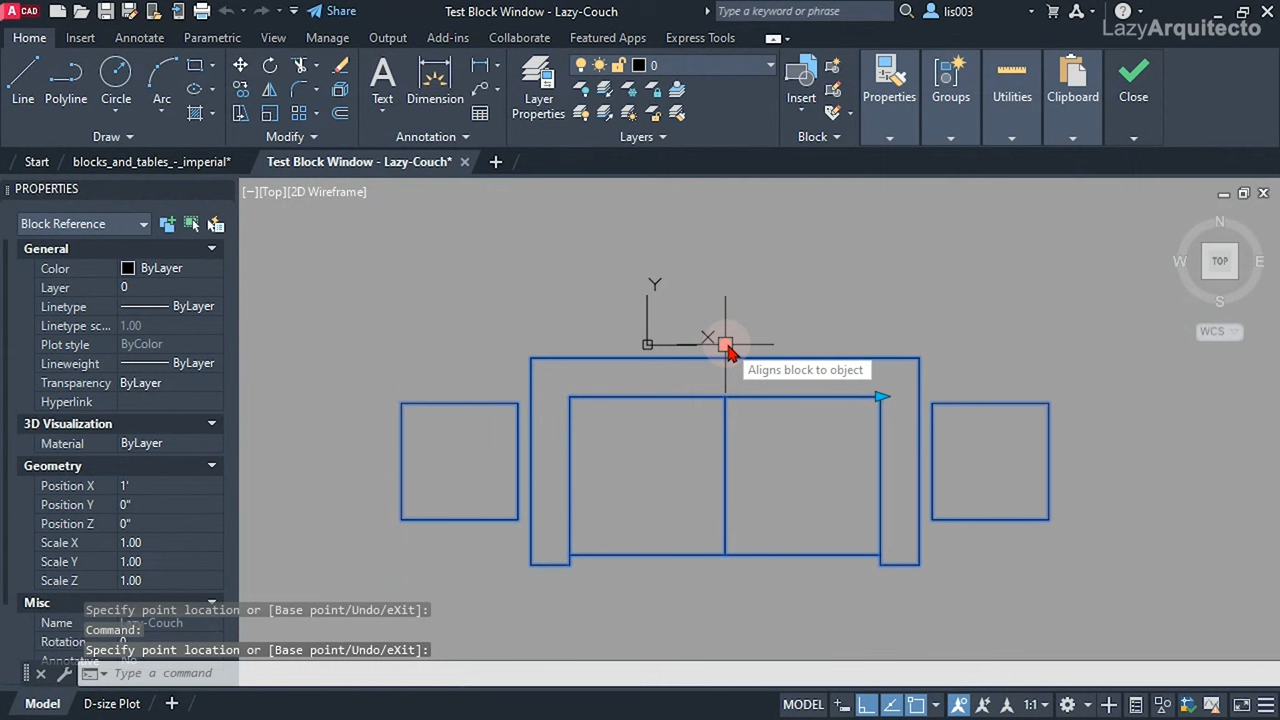 CAD
Share
Test Block Window - Lazy-Couch
Type a keyword or phrase
lis003
?
LazyArquitecto
Home Insert Annotate Parametric View Manage Output Add-ins Collaborate Featured Apps Express Tools
Line Polyline Circle Arc
Text Dimension
Layer Properties
0
Insert
Properties Groups Utilities Clipboard Close
Draw Modify Annotation Layers Block
Start blocks_and_tables_-_imperial* Test Block Window - Lazy-Couch*
PROPERTIES
[−][Top][2D Wireframe]
Block Reference
General
Color ByLayer
Layer 0
Linetype ByLayer
Linetype sc... 1.00
Plot style ByColor
Lineweight ByLayer
Transparency ByLayer
Hyperlink
3D Visualization
Material ByLayer
Geometry
Position X 1'
Position Y 0"
Position Z 0"
Scale X 1.00
Scale Y 1.00
Scale Z 1.00
Misc
Name Lazy-Couch
Rotation 0
Annotative No
N
W TOP E
S
WCS
Y
X
Aligns block to object
Specify point location or [Base point/Undo/eXit]:
Command:
Specify point location or [Base point/Undo/eXit]:
Type a command
Model D-size Plot
MODEL
1:1